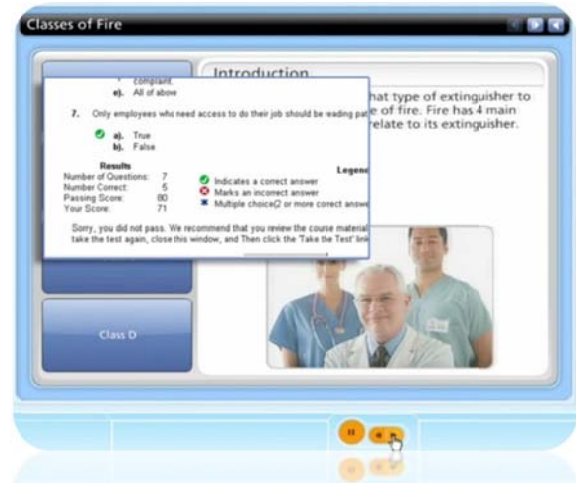 Classes of Fire
Introduction
hat type of extinguisher to
e of fire. Fire has 4 main
relate to its extinguisher.
complaint.
e). All of above
7. Only employees who need access to do their job should be eading pat
a). True
b). False
Results
Number of Questions: 7
Number Correct: 5
Passing Score: 80
Your Score: 71
Legend
Indicates a correct answer
Marks an incorrect answer
Multiple choice(2 or more correct answe
Sorry, you did not pass. We recommend that you review the course material
take the test again, close this window, and Then click the 'Take the Test' link
Class D